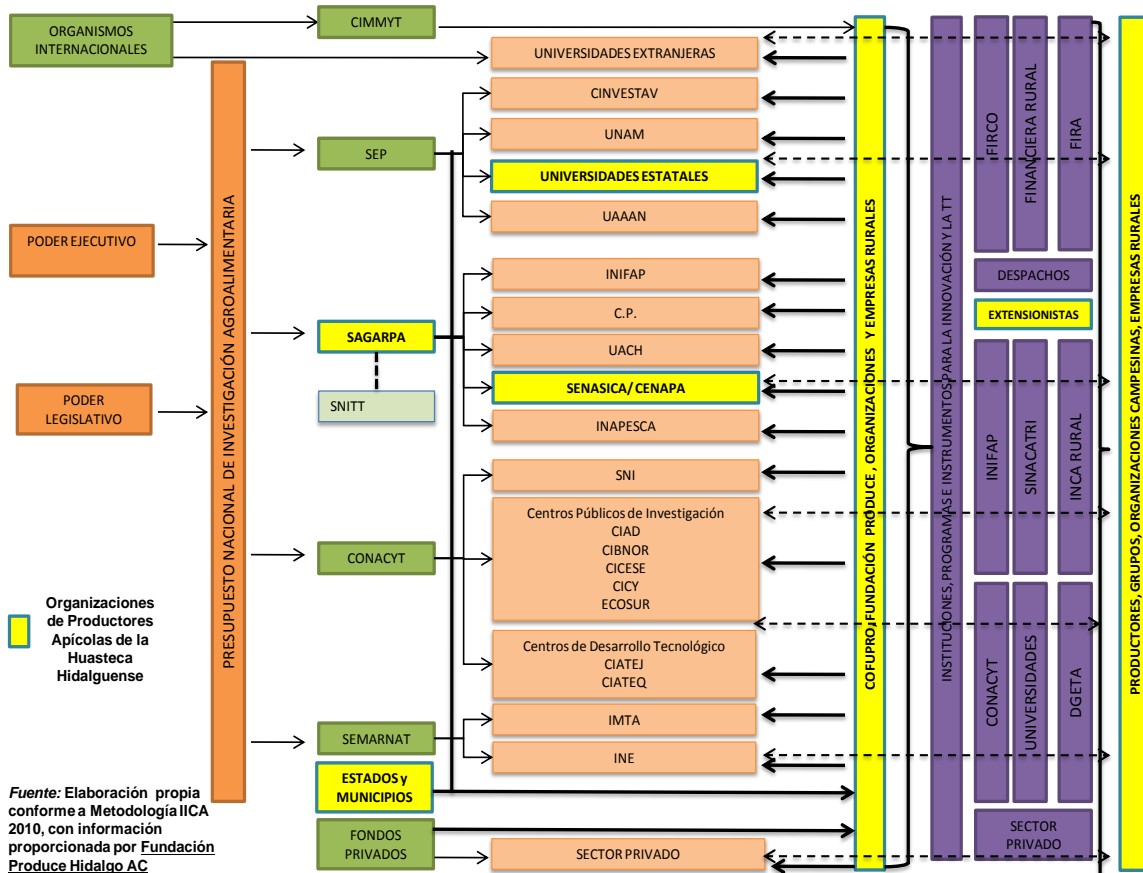 ORGANISMOS
INTERNACIONALES
PODER EJECUTIVO
PODER
LEGISLATIVO
Organizaciones
de Productores
Apícolas de la
Huasteca
Hidalguense
Fuente: Elaboración propia
conforme a Metodología IICA
2010, con información
proporcionada por Fundación
Produce Hidalgo AC
PRESUPUESTO NACIONAL DE INVESTIGACIÓN AGROALIMENTARIA
CIMMYT
SEP
SAGARPA
SNITT
CONACYT
SEMARNAT
ESTADOS y
MUNICIPIOS
FONDOS
PRIVADOS
UNIVERSIDADES EXTRANJERAS
CINVESTAV
UNAM
UNIVERSIDADES ESTATALES
UAAAN
INIFAP
C.P.
UACH
SENASICA/ CENAPA
INAPESCA
SNI
Centros Públicos de Investigación
CIAD
CIBNOR
CICESE
CICY
ECOSUR
Centros de Desarrollo Tecnológico
CIATEJ
CIATEQ
IMTA
INE
SECTOR PRIVADO
COFUPRO, FUNDACIÓN PRODUCE , ORGANIZACIONES Y EMPRESAS RURALES
INSTITUCIONES, PROGRAMAS E INSTRUMENTOS PARA LA INNOVACIÓN Y LA TT
FIRCO
FINANCIERA RURAL
FIRA
DESPACHOS
EXTENSIONISTAS
INIFAP
SINACATRI
INCA RURAL
CONACYT
UNIVERSIDADES
DGETA
SECTOR
PRIVADO
PRODUCTORES, GRUPOS, ORGANIZACIONES CAMPESINAS, EMPRESAS RURALES